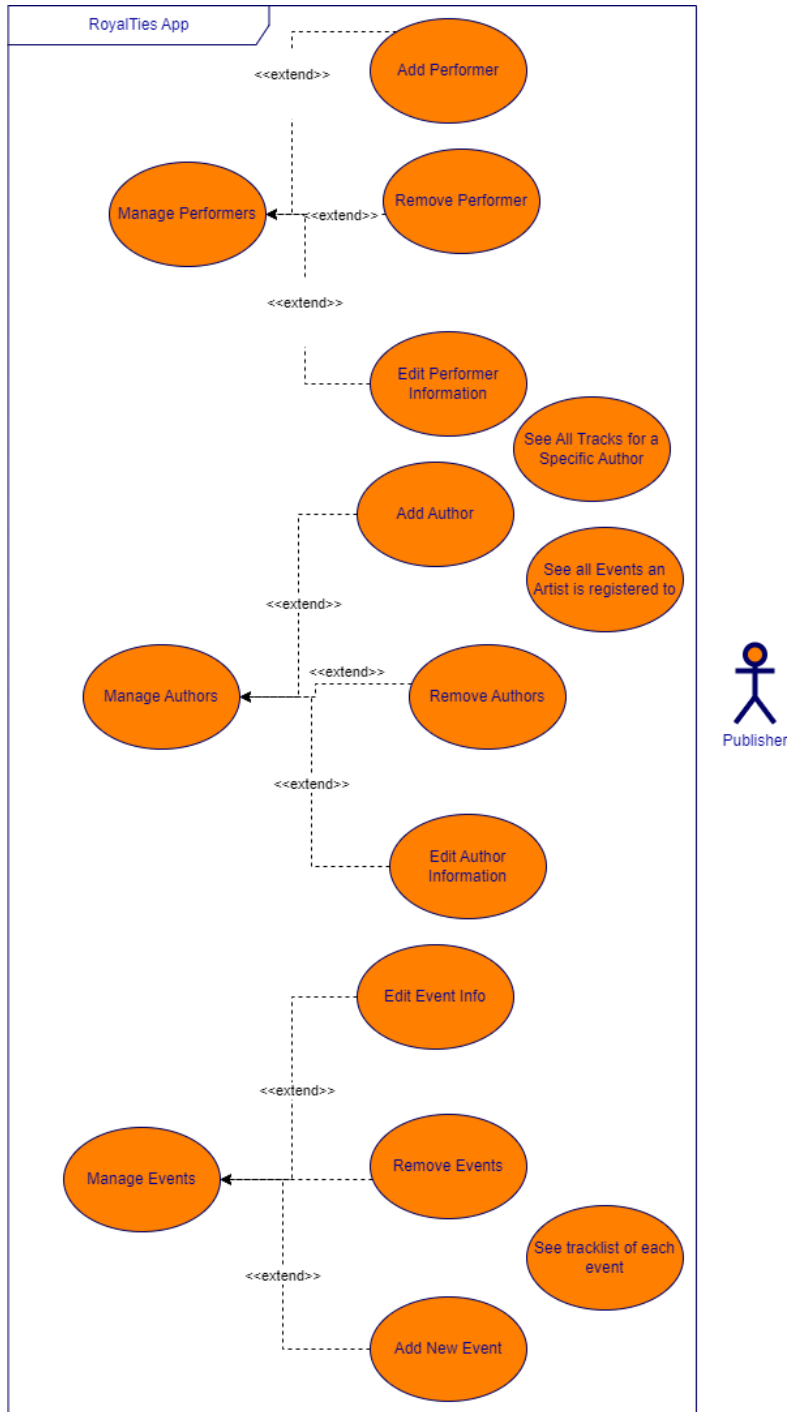 RoyalTies App
Add Performer
<<extend>>
Remove Performer
Manage Performers
<<extend>>
<<extend>>
Edit Performer
Information
See All Tracks for a
Specific Author
Add Author
See all Events an
Artist is registered to
<<extend>>
<<extend>>
Manage Authors
Remove Authors
Publisher
<<extend>>
Edit Author
Information
Edit Event Info
<<extend>>
Remove Events
Manage Events
See tracklist of each
event
<<extend>>
Add New Event